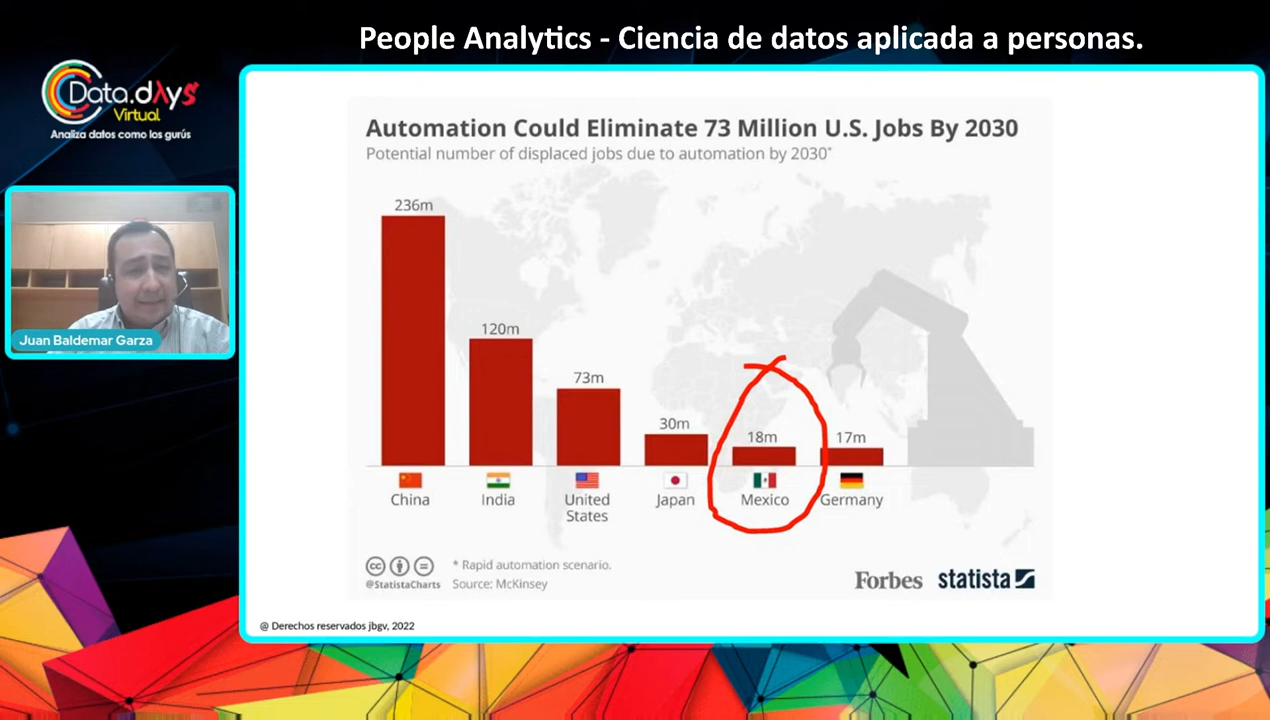 People Analytics - Ciencia de datos aplicada a personas.
Data.dλys
Virtual
Analiza datos como los gurús
Juan Baldemar Garza
Automation Could Eliminate 73 Million U.S. Jobs By 2030
Potential number of displaced jobs due to automation by 2030*
236m
120m
73m
30m
18m
17m
China
India
United States
Japan
Mexico
Germany
@StatistaCharts
* Rapid automation scenario.
Source: McKinsey
Forbes statista
@ Derechos reservados jbgv, 2022